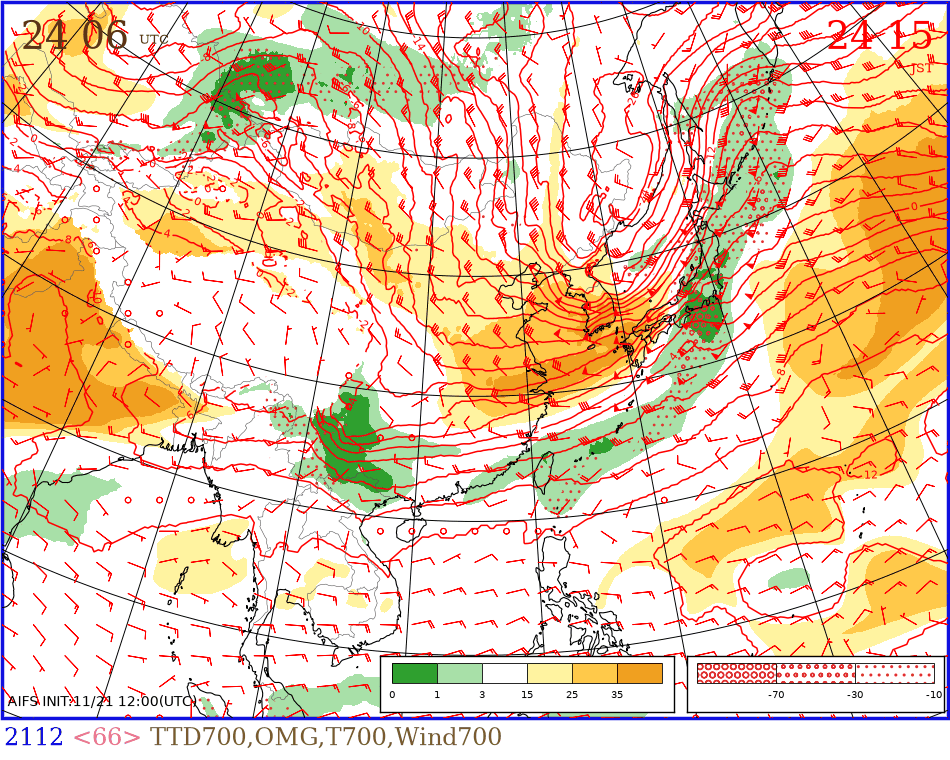 24 06 UTC
24 15 JST
AIFS INIT:11/21 12:00(UTC)
0 1 3 15 25 35
-70 -30 -10
2112 <66> TTD700,OMG,T700,Wind700